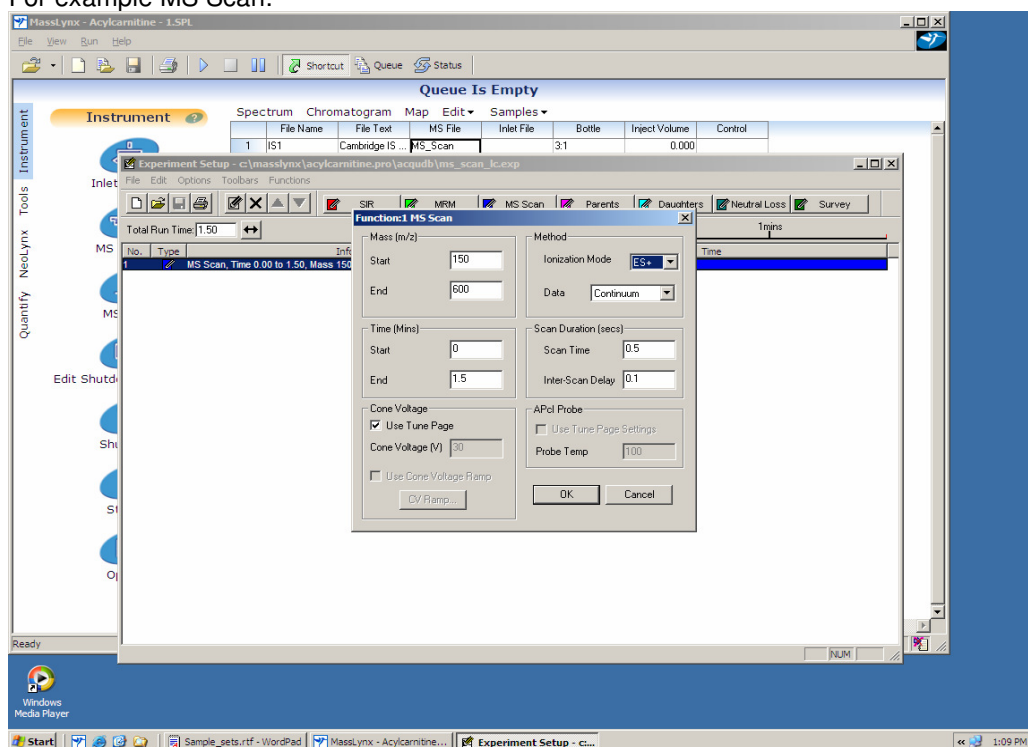 For example MS Scan:
MassLynx - Acylcarnitine - 1.SPL
File View Run Help
Shortcut Queue Status
Queue Is Empty
Instrument
Spectrum Chromatogram Map Edit Samples
File Name File Text MS File Inlet File Bottle Inject Volume Control
1 IS1 Cambridge IS ... MS_Scan 3:1 0.000
Instrument
Tools
NeoLynx
Quantify
Inlet
MS
MS
Edit Shutd
Shu
St
Op
Experiment Setup - c:\masslynx\acylcarnitine.pro\acqudb\ms_scan_lc.exp
File Edit Options Toolbars Functions
SIR MRM MS Scan Parents Daughters Neutral Loss Survey
Total Run Time: 1.50
1mins
No. Type Info Time
1 MS Scan, Time 0.00 to 1.50, Mass 150
Function:1 MS Scan
Mass (m/z)
Start 150
End 600
Method
Ionization Mode ES+
Data Continuum
Time (Mins)
Start 0
End 1.5
Scan Duration (secs)
Scan Time 0.5
Inter-Scan Delay 0.1
Cone Voltage
Use Tune Page
Cone Voltage (V) 30
Use Cone Voltage Ramp
CV Ramp...
APcI Probe
Use Tune Page Settings
Probe Temp 100
OK Cancel
Ready
NUM
Windows
Media Player
Start Sample_sets.rtf - WordPad MassLynx - Acylcarnitine... Experiment Setup - c:... 1:09 PM